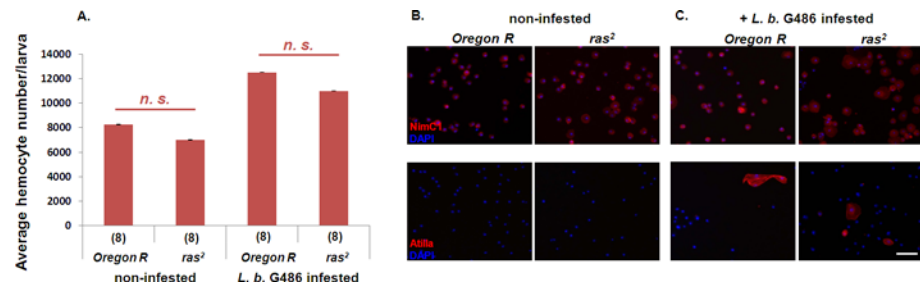 A.
n. s.
n. s.
Average hemocyte number/larva
14000
12000
10000
8000
6000
4000
2000
0
(8) (8) (8) (8)
Oregon R ras² Oregon R ras²
non-infested L. b. G486 infested
B.
non-infested
Oregon R ras²
NimC1
DAPI
Atilla
DAPI
C.
+ L. b. G486 infested
Oregon R ras²